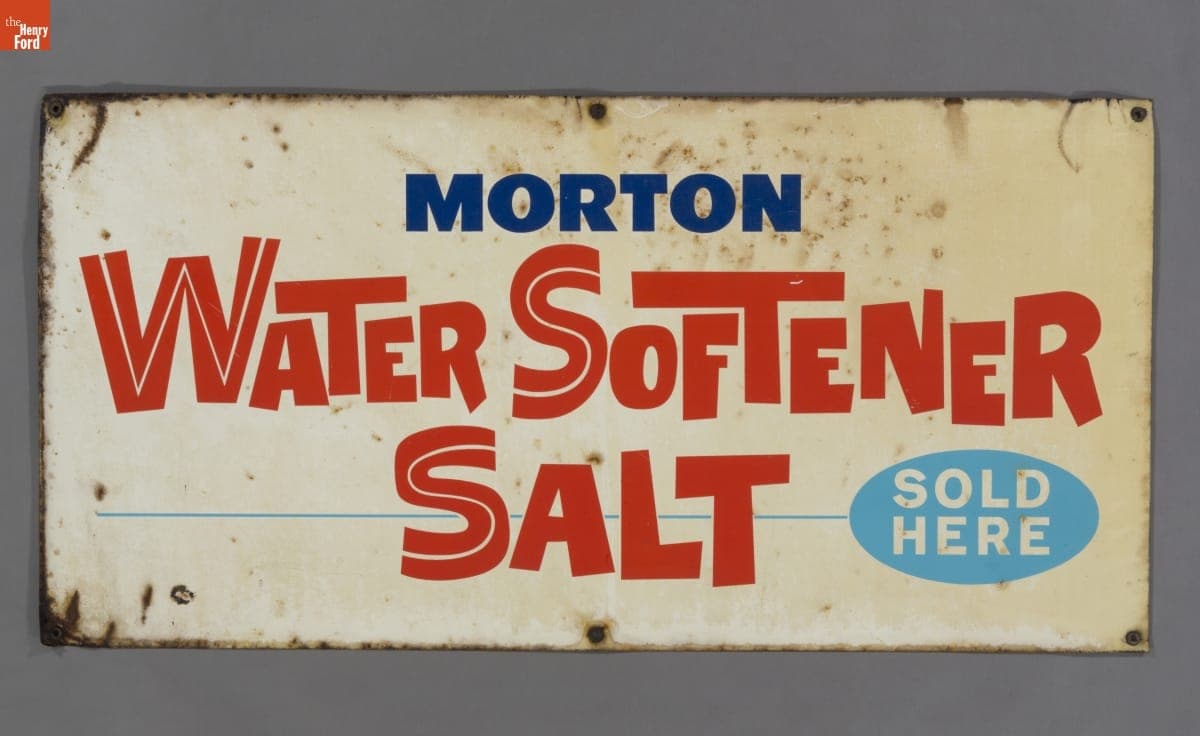 the
Henry
Ford
MORTON
WATER SOFTENER
SALT
SOLD
HERE